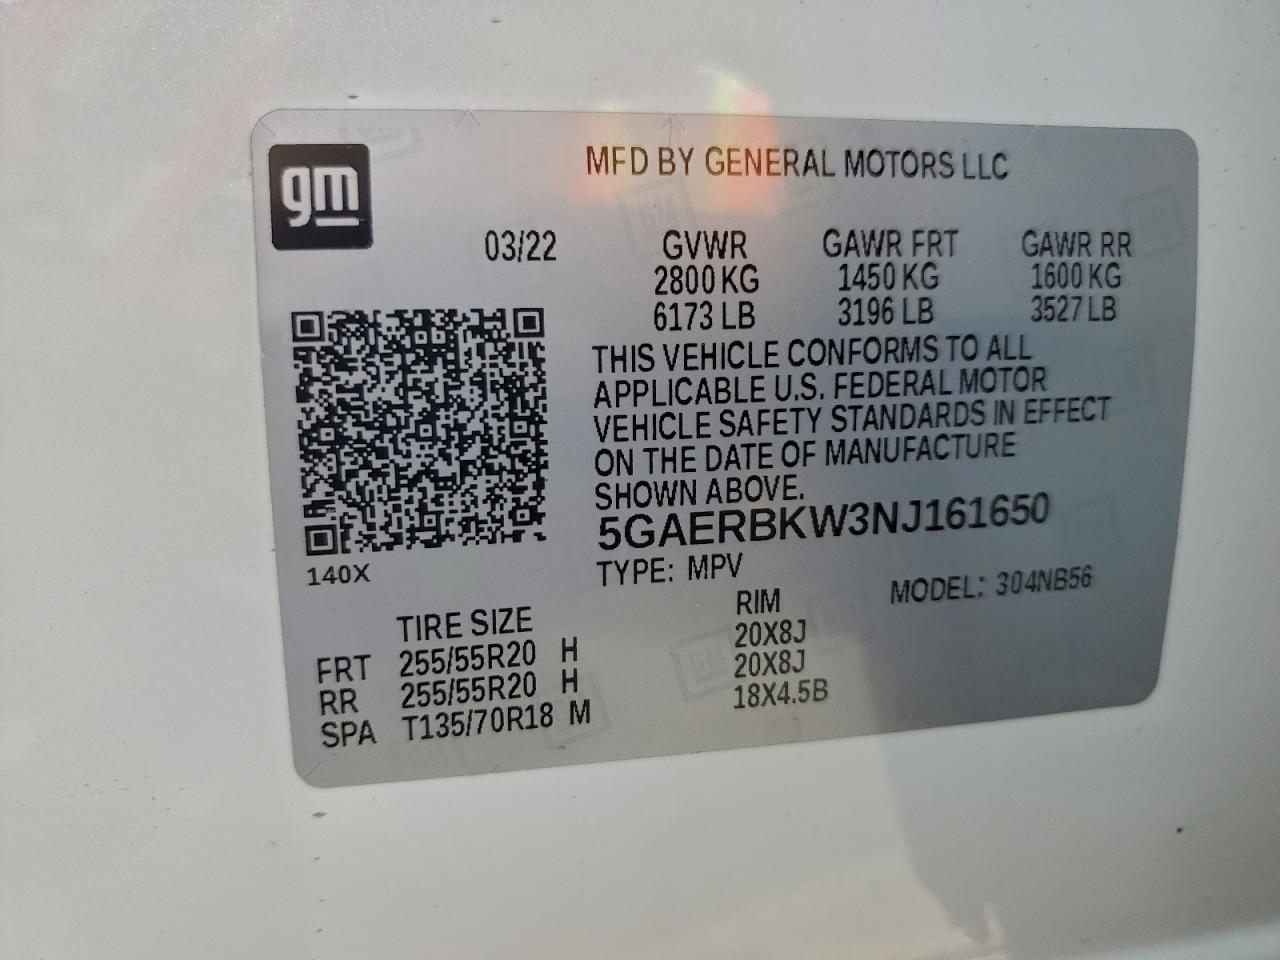 gm
MFD BY GENERAL MOTORS LLC
03/22 GVWR GAWR FRT GAWR RR
2800 KG 1450 KG 1600 KG
6173 LB 3196 LB 3527 LB
THIS VEHICLE CONFORMS TO ALL
APPLICABLE U.S. FEDERAL MOTOR
VEHICLE SAFETY STANDARDS IN EFFECT
ON THE DATE OF MANUFACTURE
SHOWN ABOVE.
5GAERBKW3NJ161650
140X
TYPE: MPV MODEL: 304NB56
TIRE SIZE RIM
FRT 255/55R20 H 20X8J
RR 255/55R20 H 20X8J
SPA T135/70R18 M 18X4.5B